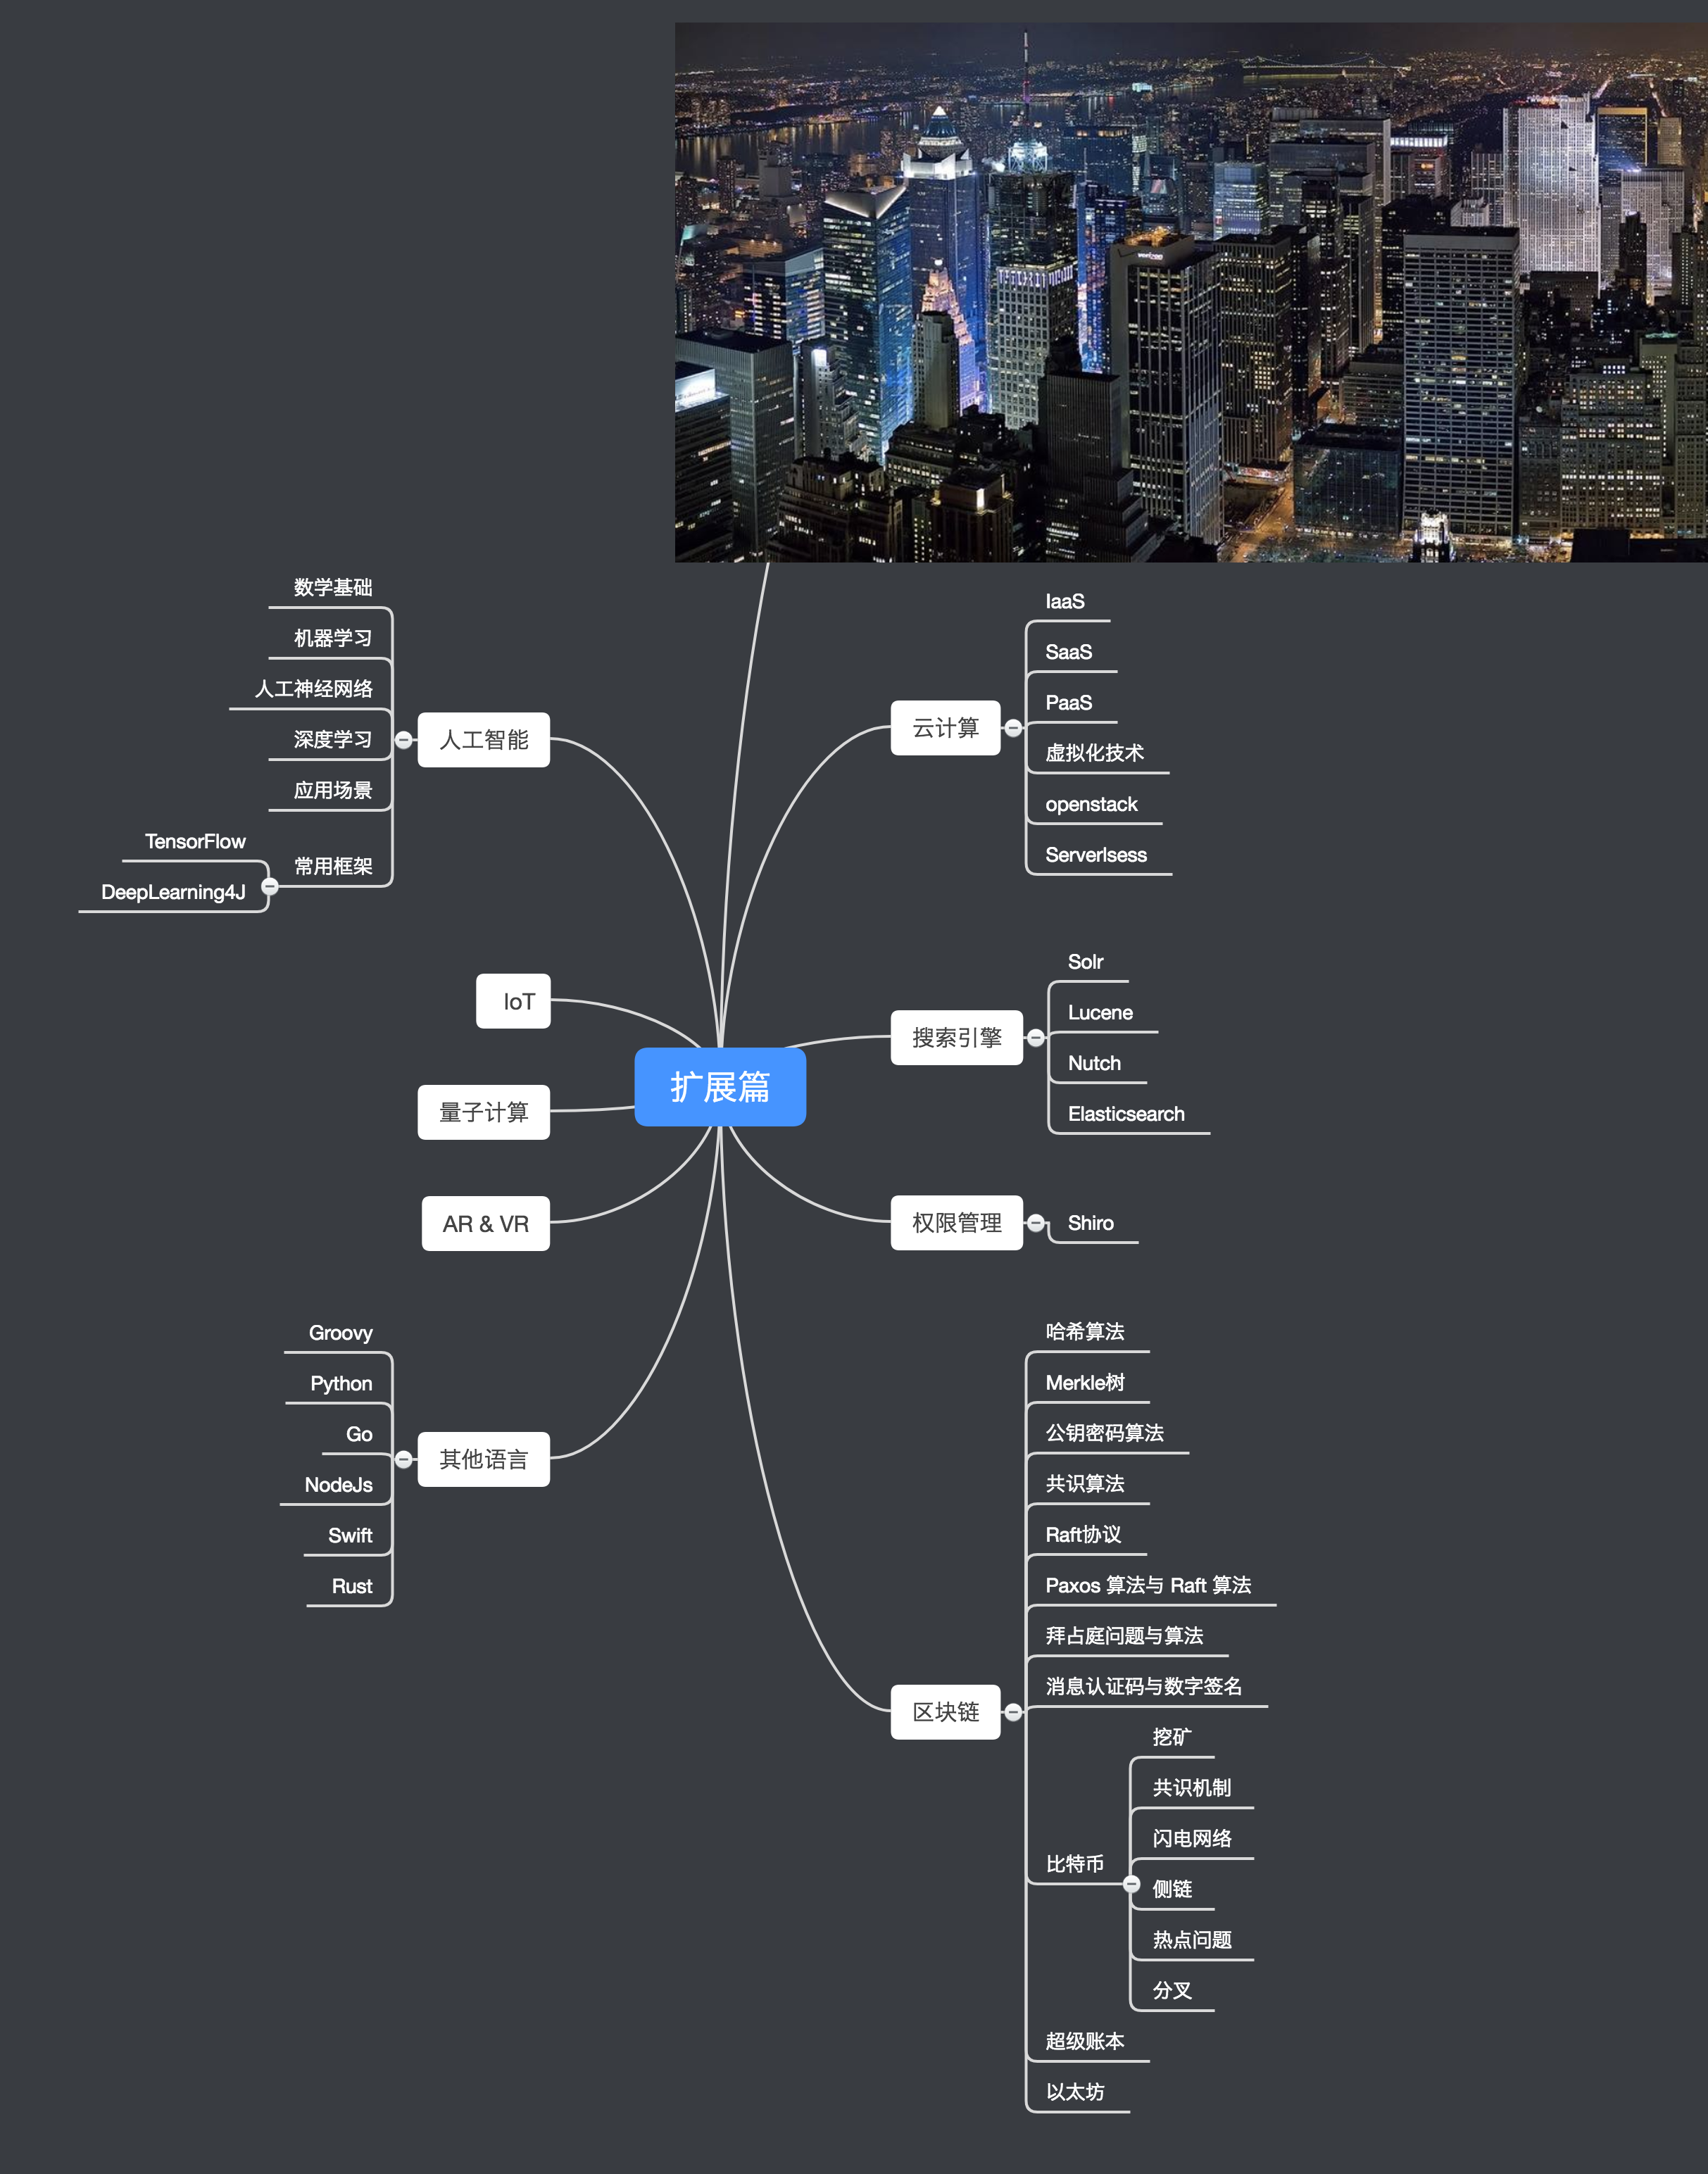 verizon
扩展篇
云计算
IaaS
SaaS
PaaS
虚拟化技术
openstack
Serverlsess
搜索引擎
Solr
Lucene
Nutch
Elasticsearch
权限管理
Shiro
区块链
哈希算法
Merkle树
公钥密码算法
共识算法
Raft协议
Paxos 算法与 Raft 算法
拜占庭问题与算法
消息认证码与数字签名
比特币
挖矿
共识机制
闪电网络
侧链
热点问题
分叉
超级账本
以太坊
人工智能
数学基础
机器学习
人工神经网络
深度学习
应用场景
常用框架
TensorFlow
DeepLearning4J
IoT
量子计算
AR & VR
其他语言
Groovy
Python
Go
NodeJs
Swift
Rust